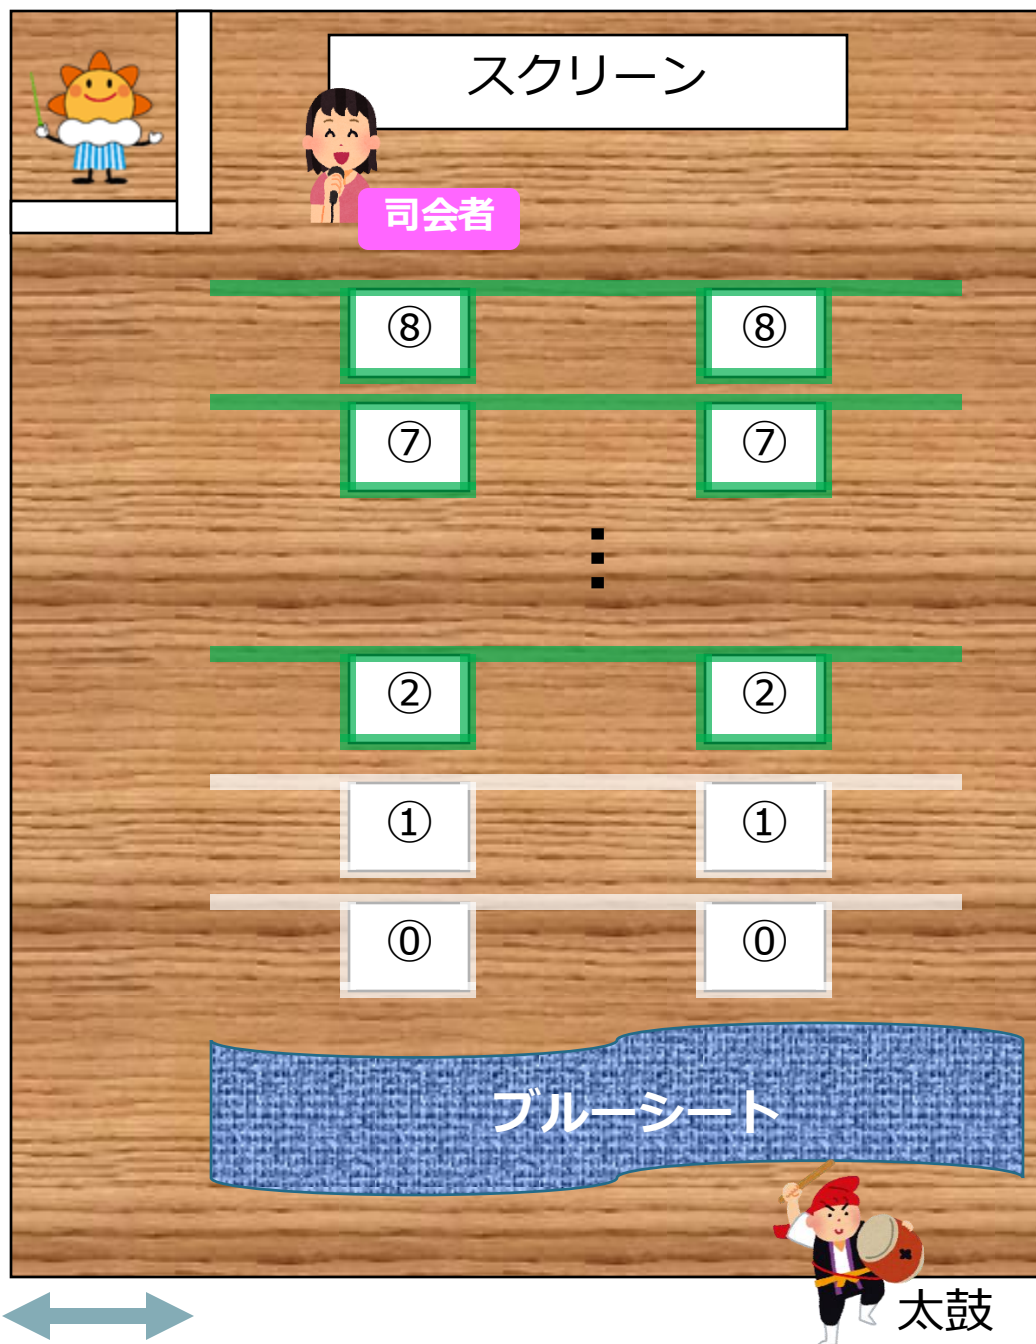 スクリーン
司会者
⑧ ⑧
⑦ ⑦
② ②
① ①
⓪ ⓪
ブルーシート
太鼓